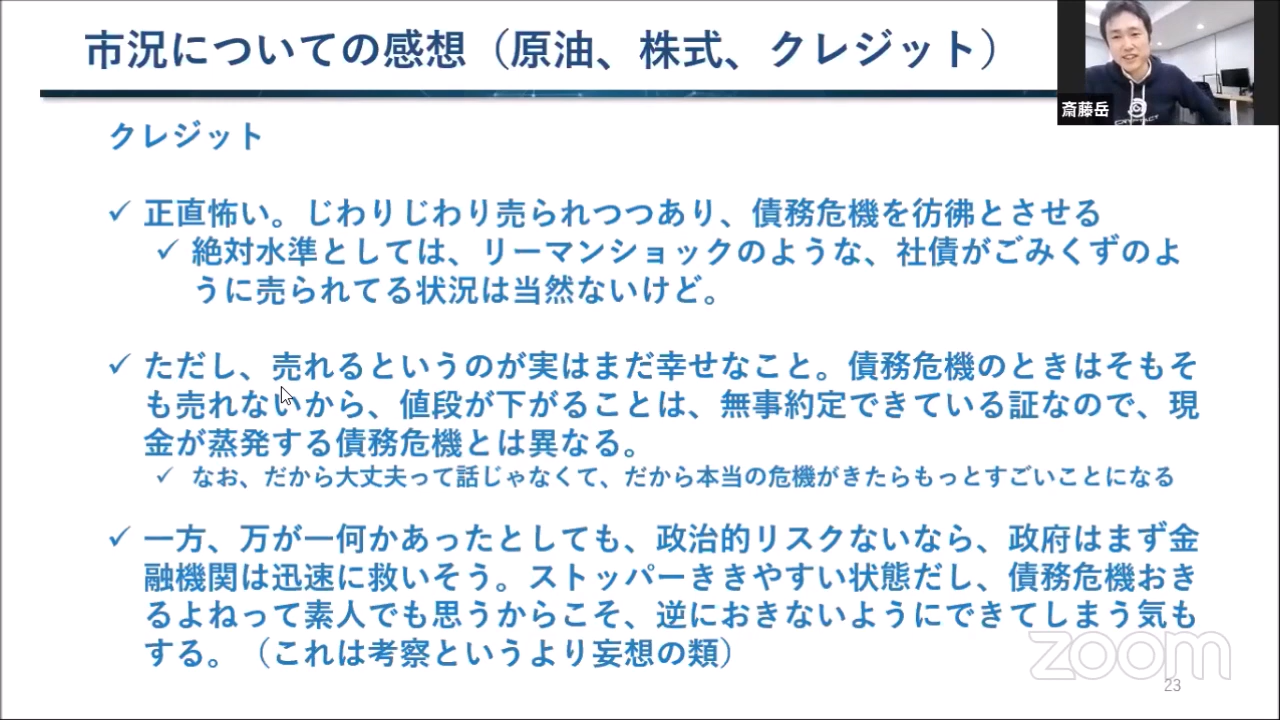 市況についての感想（原油、株式、クレジット）
斎藤岳
クレジット
✓ 正直怖い。じわりじわり売られつつあり、債務危機を彷彿とさせる
✓ 絶対水準としては、リーマンショックのような、社債がごみくずのよ
うに売られてる状況は当然ないけど。
✓ ただし、売れるというのが実はまだ幸せなこと。債務危機のときはそもそ
も売れないから、値段が下がることは、無事約定できている証なので、現
金が蒸発する債務危機とは異なる。
✓ なお、だから大丈夫って話じゃなくて、だから本当の危機がきたらもっとすごいことになる
✓ 一方、万が一何かあったとしても、政治的リスクないなら、政府はまず金
融機関は迅速に救いそう。ストッパーききやすい状態だし、債務危機おき
るよねって素人でも思うからこそ、逆におきないようにできてしまう気も
する。（これは考察というより妄想の類）
zoom
23